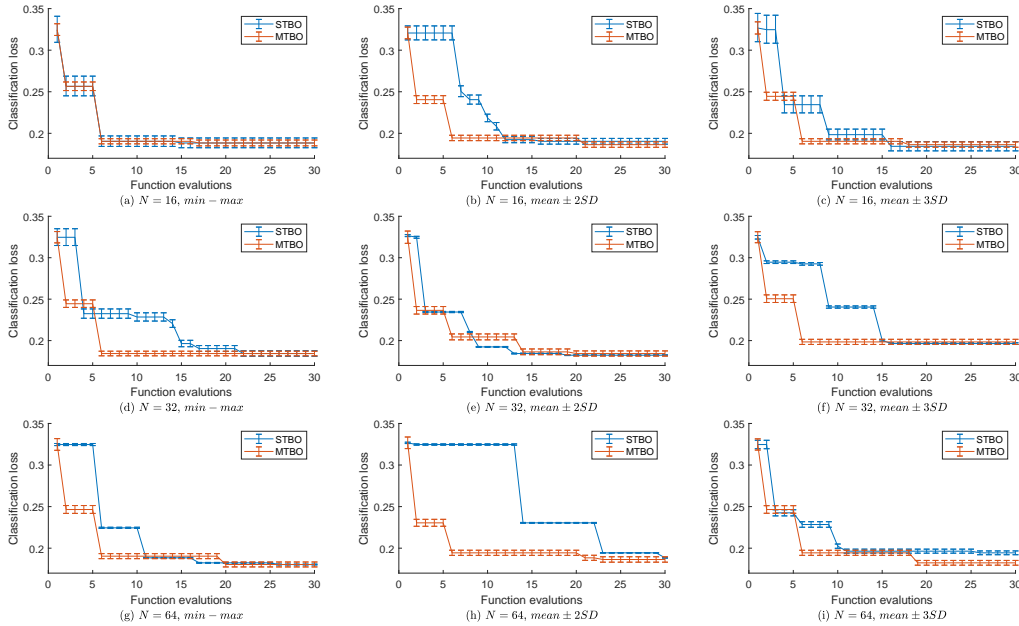 0.35
0.3
0.25
0.2
Classification loss
STBO
MTBO
0 5 10 15 20 25 30
Function evalutions
(a) N = 16, min − max
0.35
0.3
0.25
0.2
Classification loss
STBO
MTBO
0 5 10 15 20 25 30
Function evalutions
(b) N = 16, mean ± 2SD
0.35
0.3
0.25
0.2
Classification loss
STBO
MTBO
0 5 10 15 20 25 30
Function evalutions
(c) N = 16, mean ± 3SD
0.35
0.3
0.25
0.2
Classification loss
STBO
MTBO
0 5 10 15 20 25 30
Function evalutions
(d) N = 32, min − max
0.35
0.3
0.25
0.2
Classification loss
STBO
MTBO
0 5 10 15 20 25 30
Function evalutions
(e) N = 32, mean ± 2SD
0.35
0.3
0.25
0.2
Classification loss
STBO
MTBO
0 5 10 15 20 25 30
Function evalutions
(f) N = 32, mean ± 3SD
0.35
0.3
0.25
0.2
Classification loss
STBO
MTBO
0 5 10 15 20 25 30
Function evalutions
(g) N = 64, min − max
0.35
0.3
0.25
0.2
Classification loss
STBO
MTBO
0 5 10 15 20 25 30
Function evalutions
(h) N = 64, mean ± 2SD
0.35
0.3
0.25
0.2
Classification loss
STBO
MTBO
0 5 10 15 20 25 30
Function evalutions
(i) N = 64, mean ± 3SD